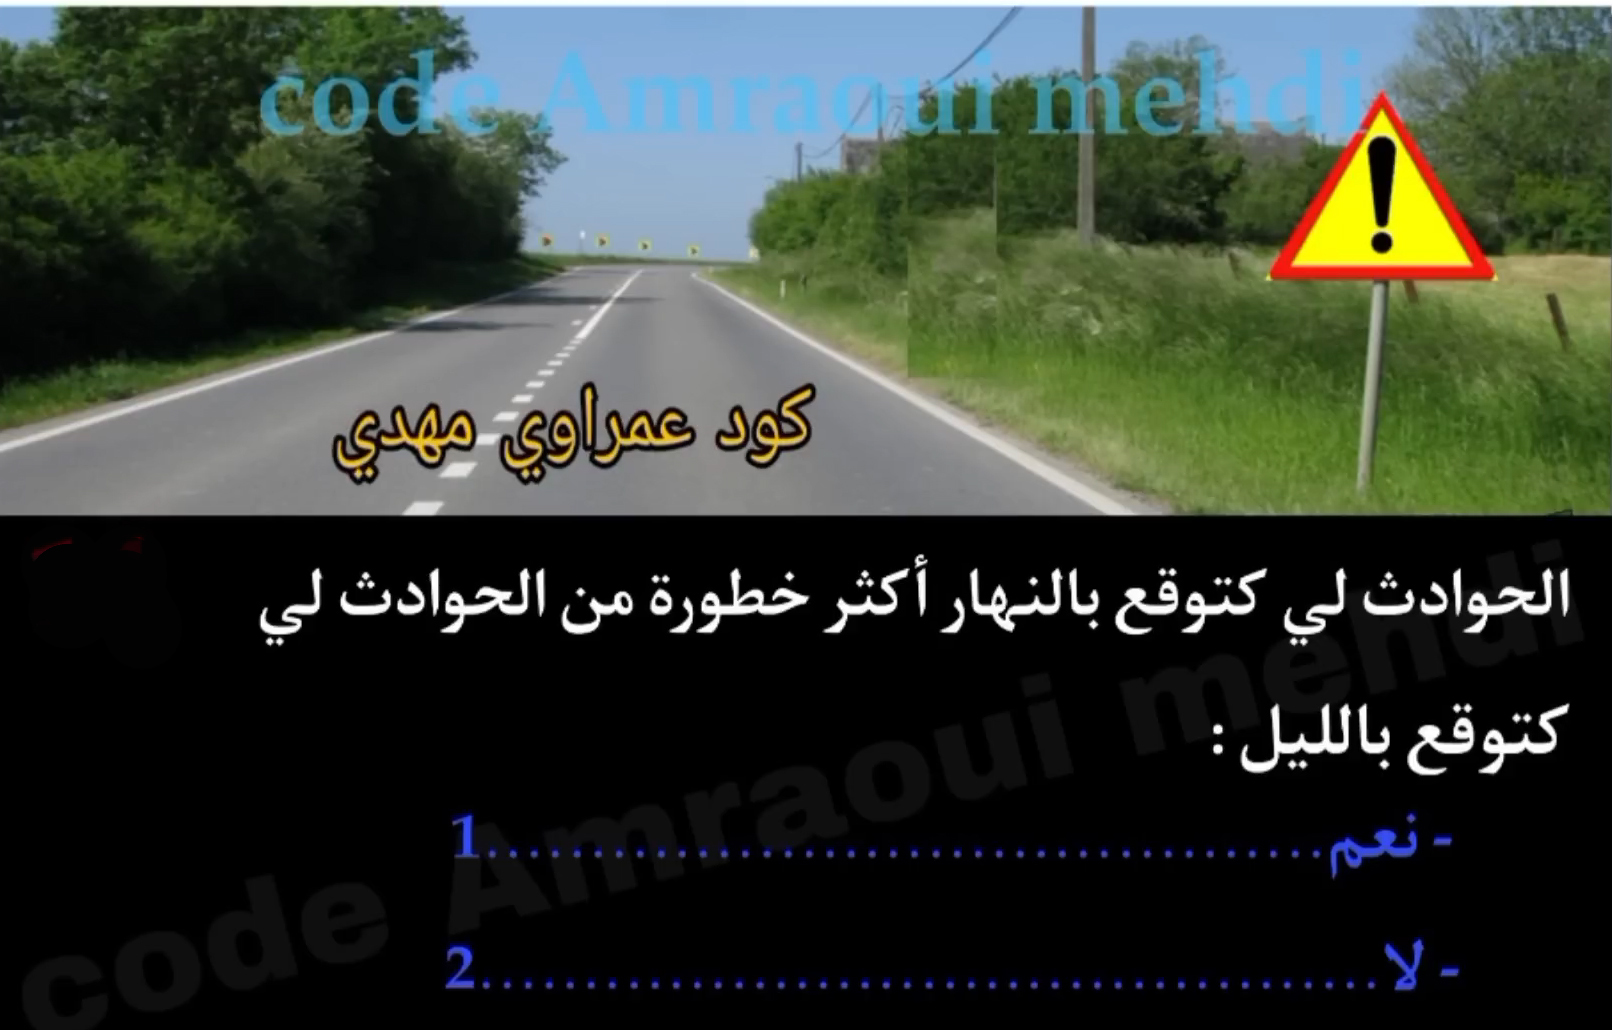 code Amraoui mehdi
كود عمراوي مهدي
الحوادث لي كتوقع بالنهار أكثر خطورة من الحوادث لي
كتوقع بالليل :
- نعم........................................1
- لا...........................................2
code Amraoui mehdi